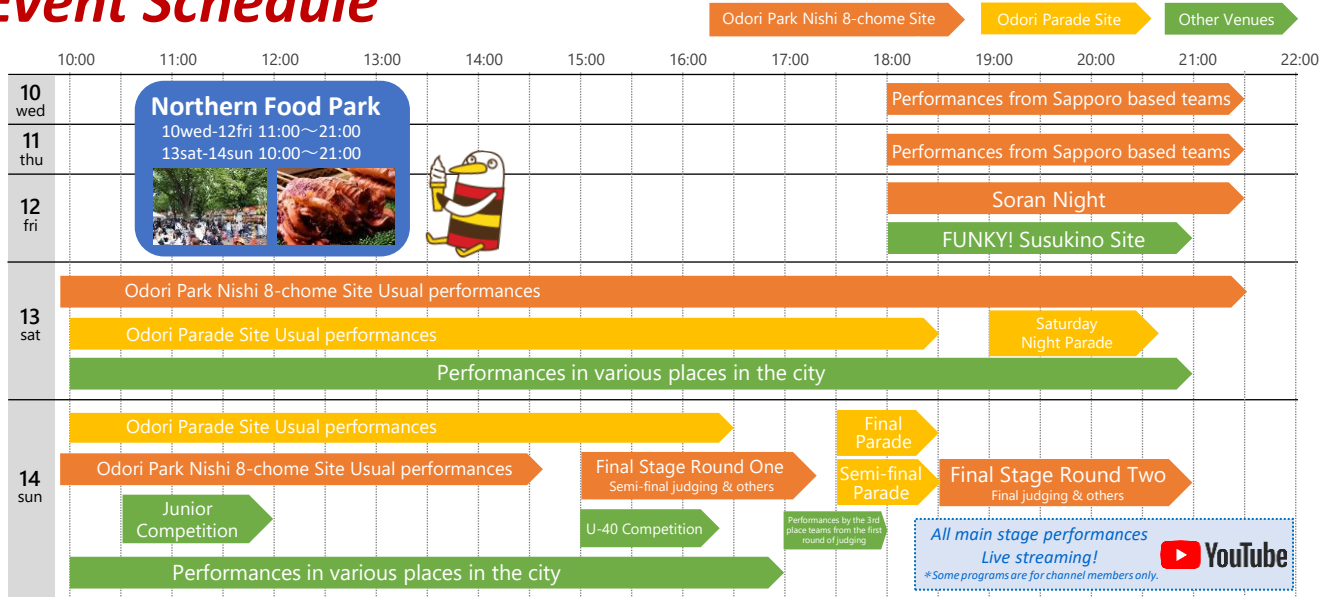 Event Schedule
Odori Park Nishi 8-chome Site
Odori Parade Site
Other Venues
10:00
11:00
12:00
13:00
14:00
15:00
16:00
17:00
18:00
19:00
20:00
21:00
22:00
10
wed
Northern Food Park
10wed-12fri 11:00～21:00
13sat-14sun 10:00～21:00
Performances from Sapporo based teams
11
thu
Performances from Sapporo based teams
12
fri
Soran Night
FUNKY! Susukino Site
13
sat
Odori Park Nishi 8-chome Site Usual performances
Odori Parade Site Usual performances
Saturday
Night Parade
Performances in various places in the city
14
sun
Odori Parade Site Usual performances
Final
Parade
Odori Park Nishi 8-chome Site Usual performances
Final Stage Round One
Semi-final judging & others
Semi-final
Parade
Final Stage Round Two
Final judging & others
Junior
Competition
U-40 Competition
Performances by the 3rd
place teams from the first
round of judging
Performances in various places in the city
All main stage performances
Live streaming!
*Some programs are for channel members only.
YouTube